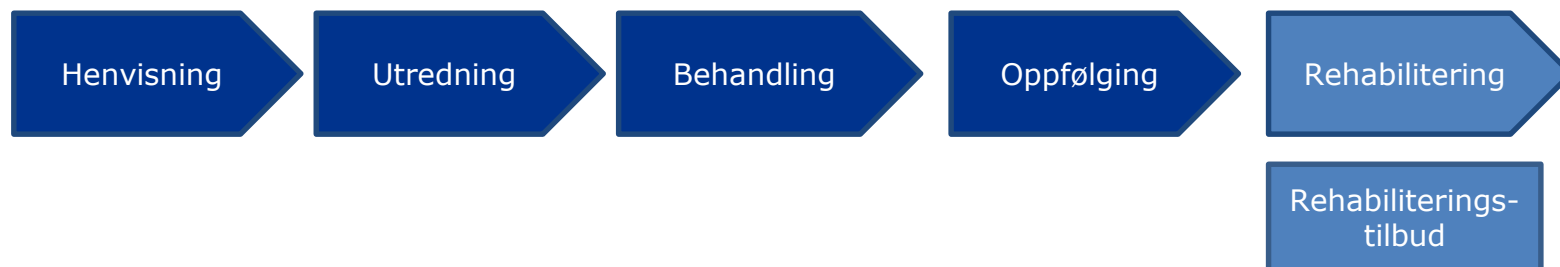 Henvisning
Utredning
Behandling
Oppfølging
Rehabilitering
Rehabiliterings-
tilbud